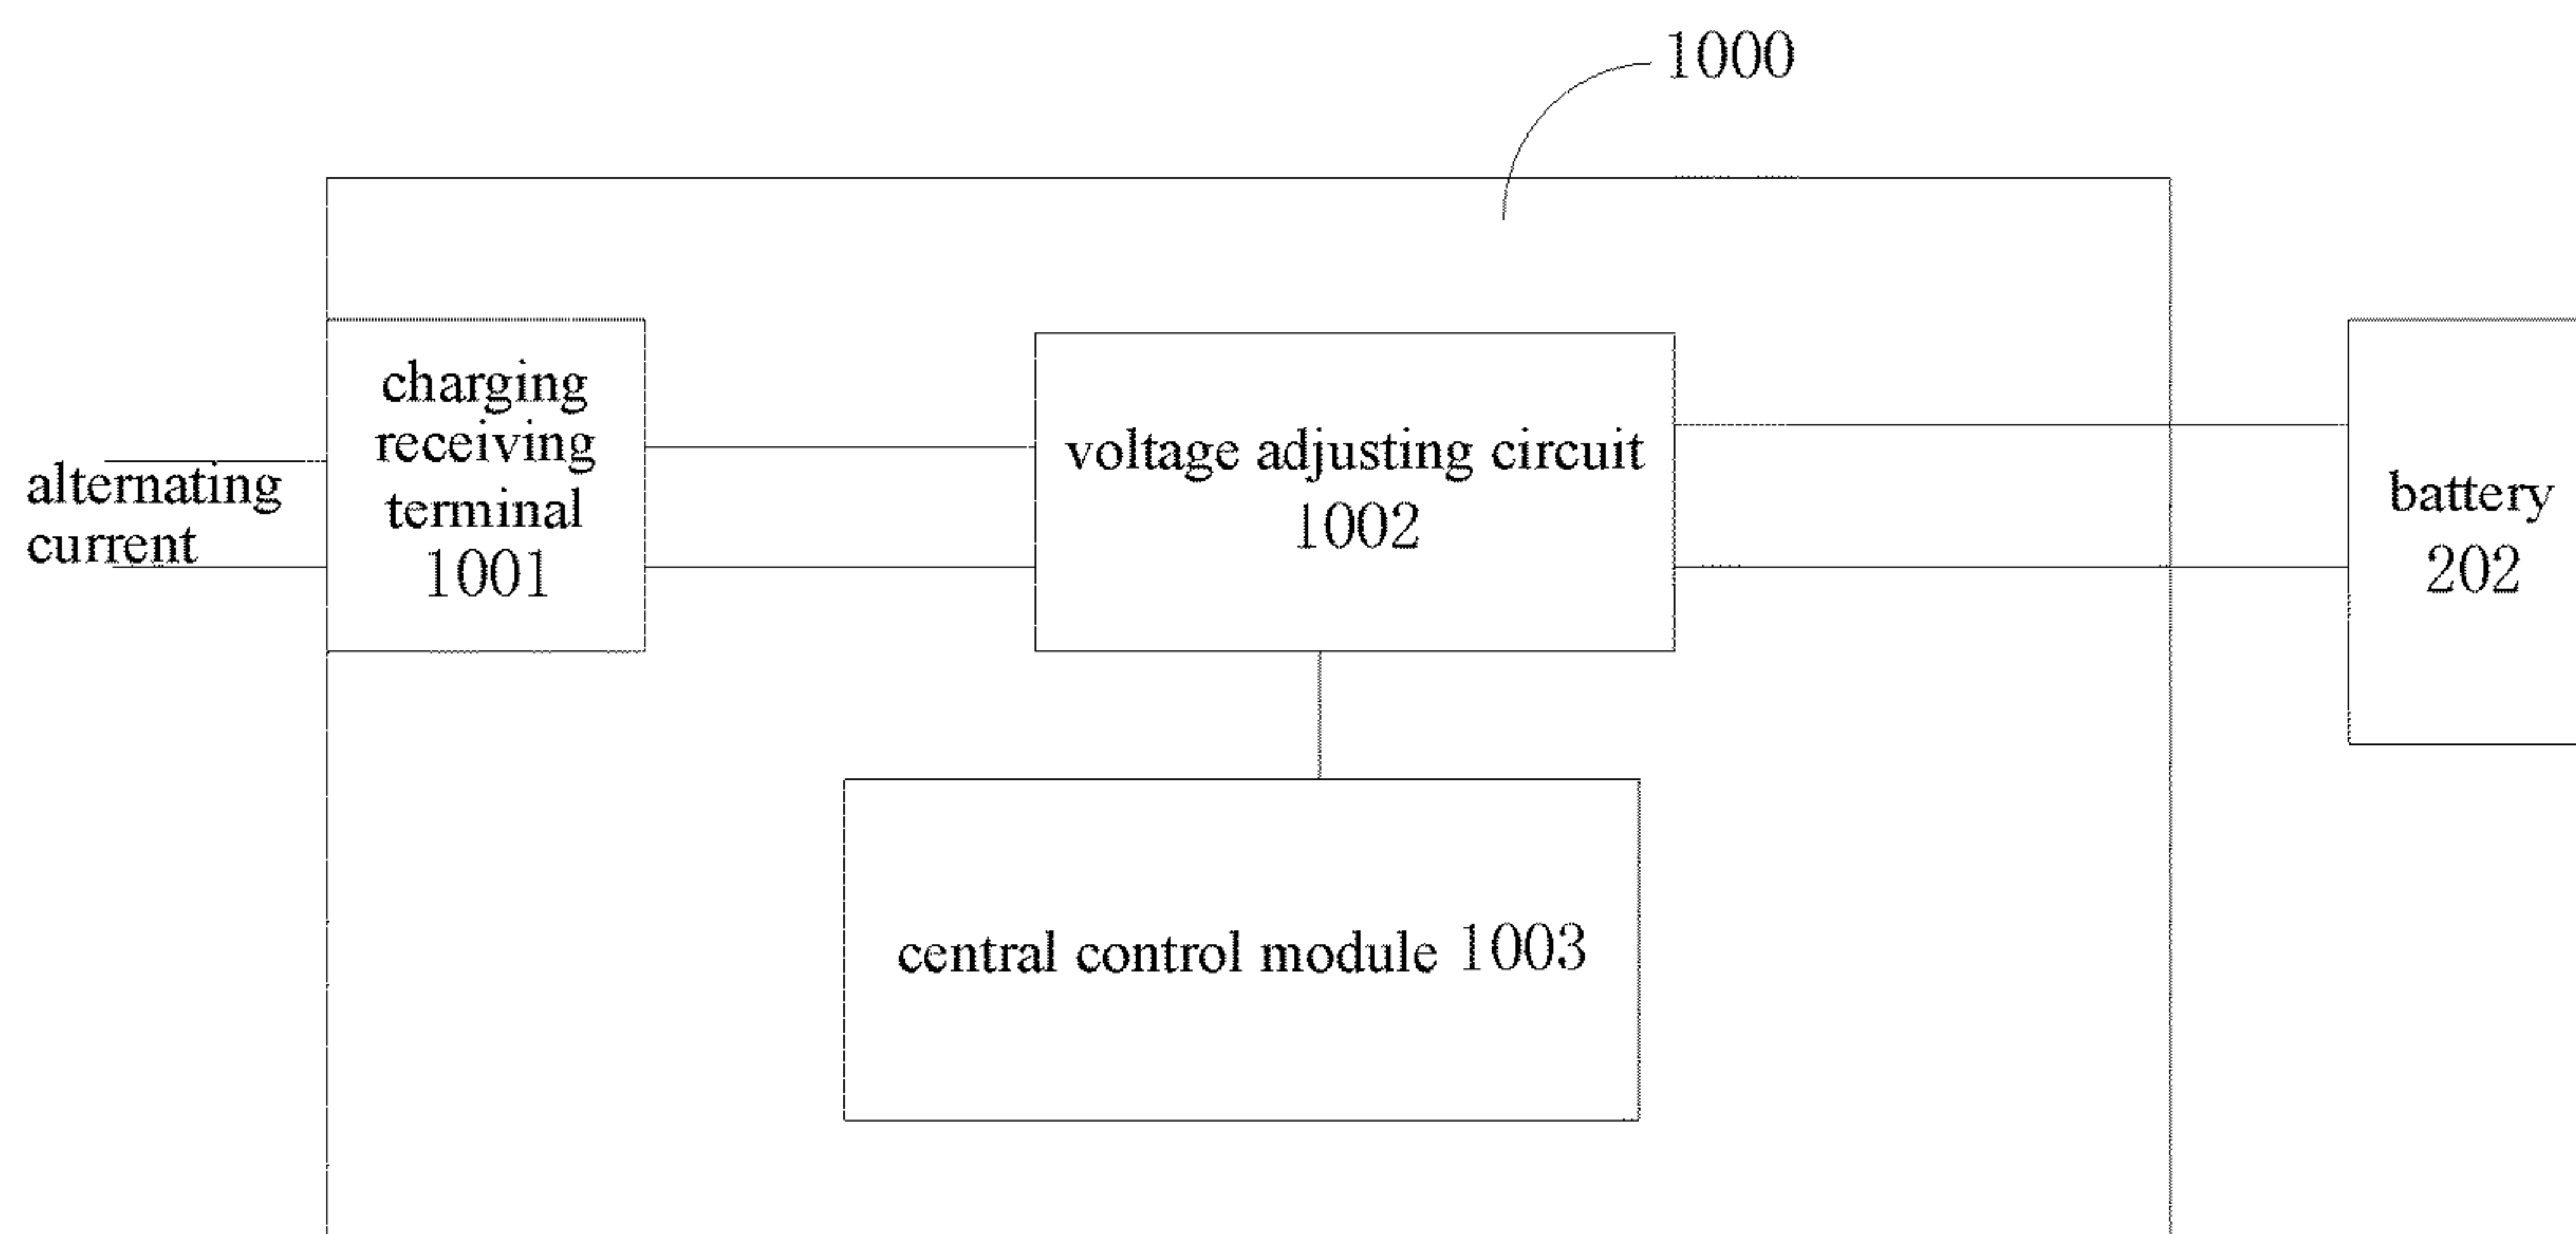 1000
alternating
current
charging
receiving
terminal
1001
voltage adjusting circuit
1002
battery
202
central control module 1003